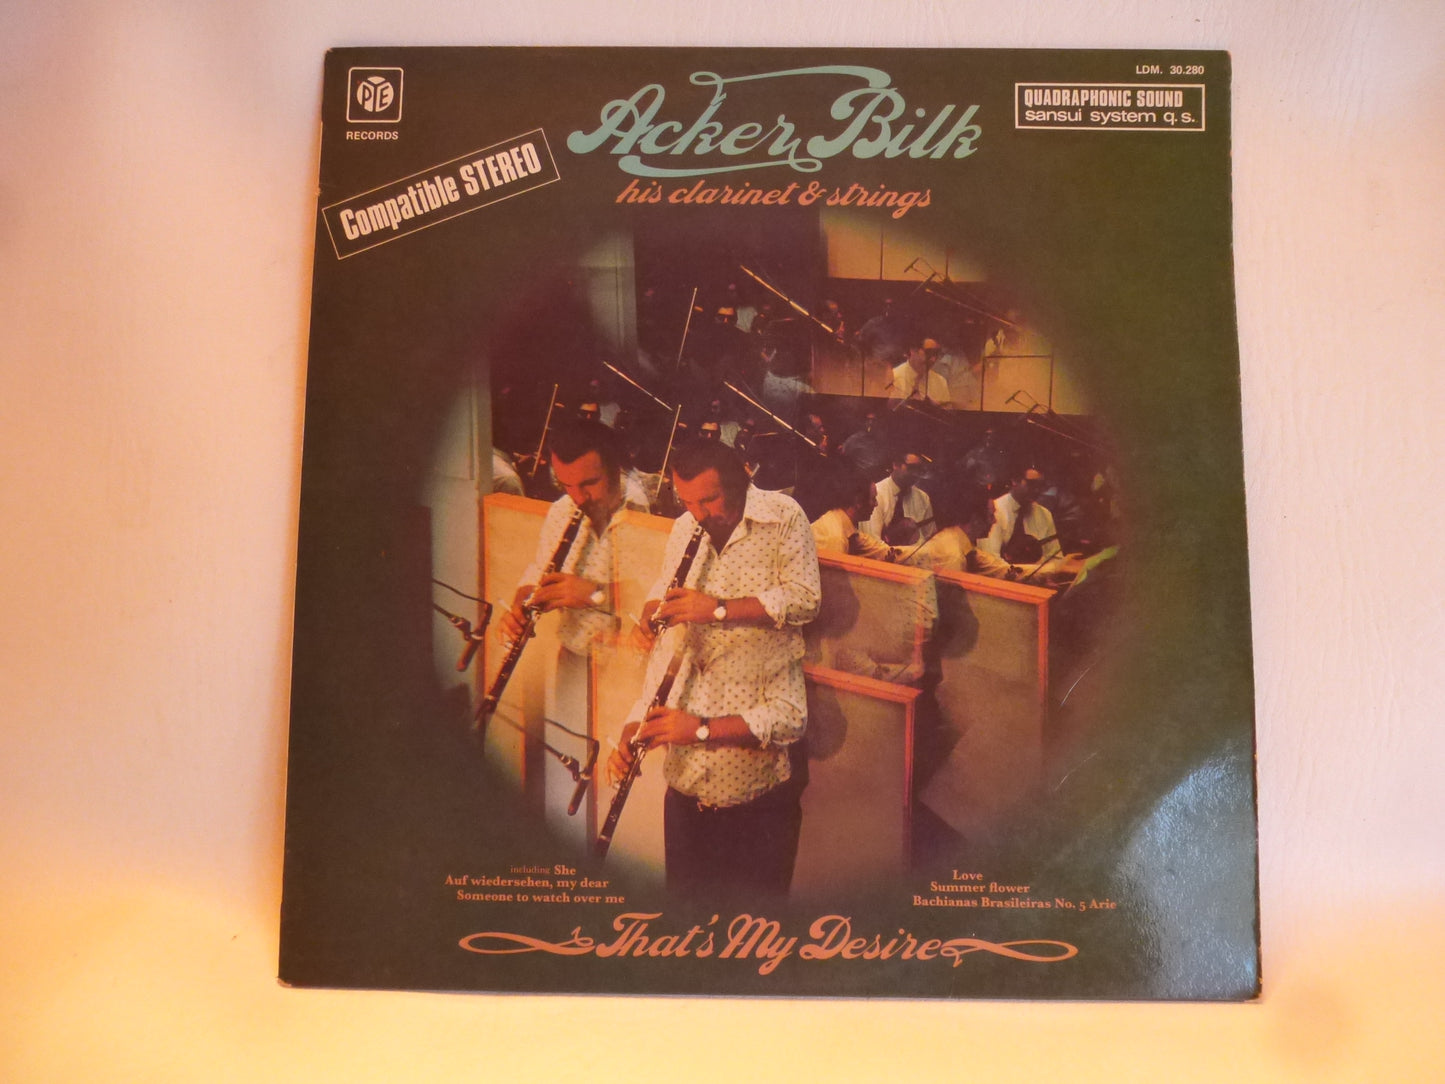 PYE
RECORDS
LDM. 30.280
QUADRAPHONIC SOUND
sansui system q.s.
Compatible STEREO
Acker Bilk
his clarinet & strings
including She
Auf wiedersehen, my dear
Someone to watch over me
Love
Summer flower
Bachianas Brasileiras No. 5 Arie
That's My Desire